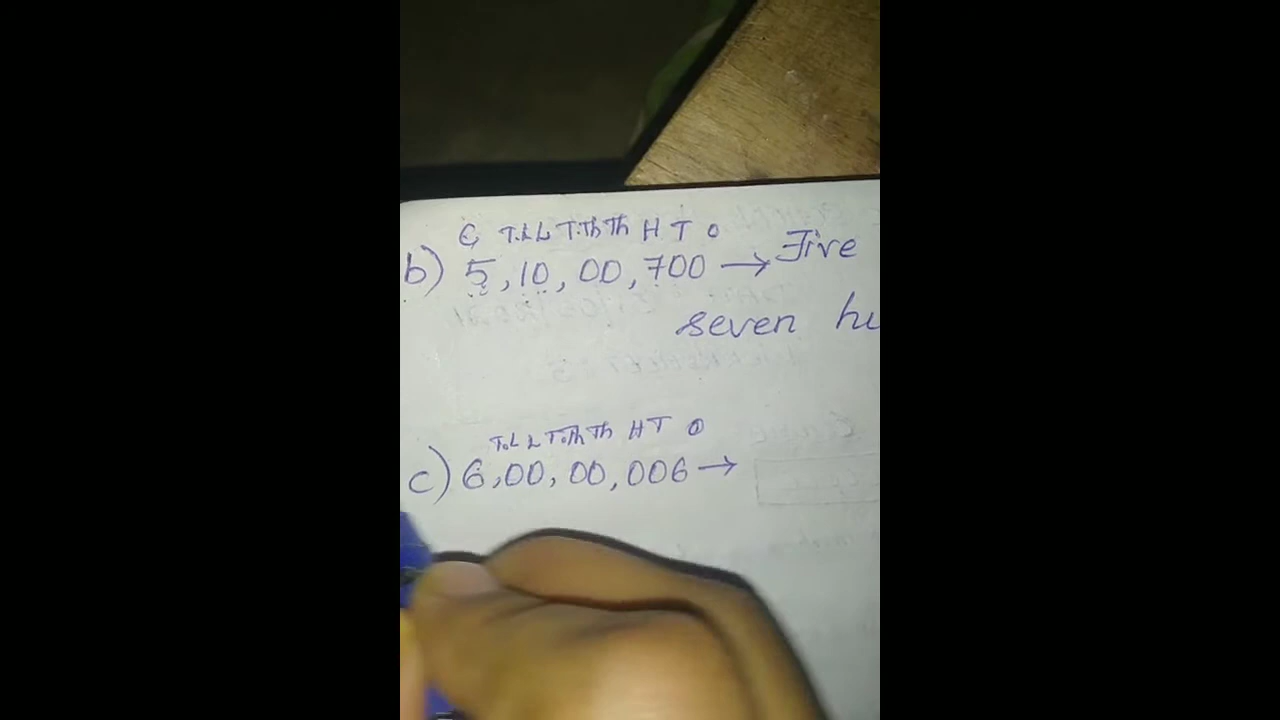 C T.L L T.Th Th H T O
b) 5,10,00,700 → Five
seven hu
T.L L T.Th Th H T O
c) 6,00,00,006 →